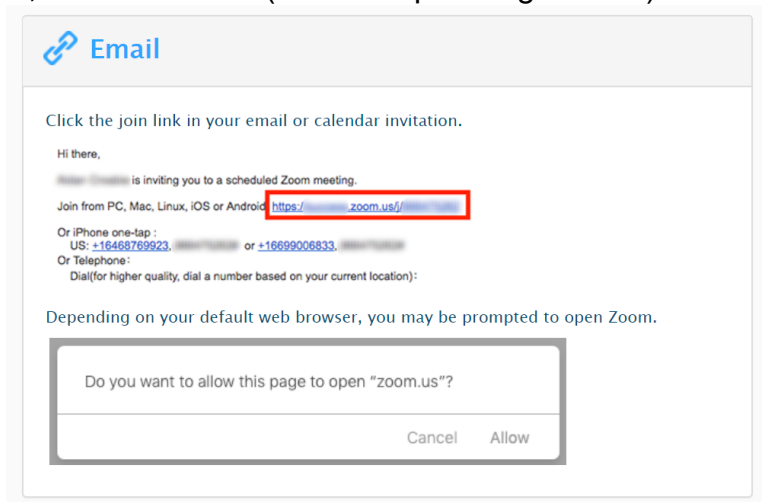 Email
Click the join link in your email or calendar invitation.
Hi there,
is inviting you to a scheduled Zoom meeting.
Join from PC, Mac, Linux, iOS or Android: https:/ .zoom.us/j/
Or iPhone one-tap :
US: +16468769923, or +16699006833,
Or Telephone:
Dial(for higher quality, dial a number based on your current location):
Depending on your default web browser, you may be prompted to open Zoom.
Do you want to allow this page to open “zoom.us”?
Cancel Allow